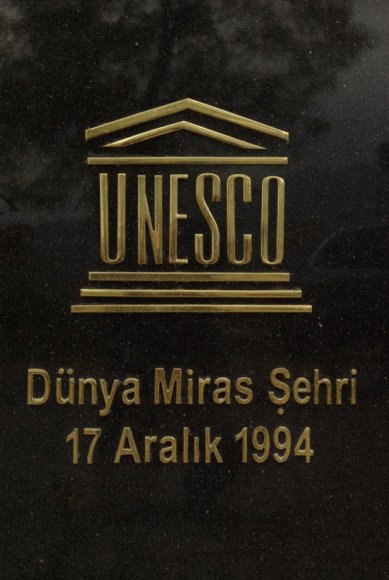 UNESCO
Dünya Miras Şehri
17 Aralık 1994